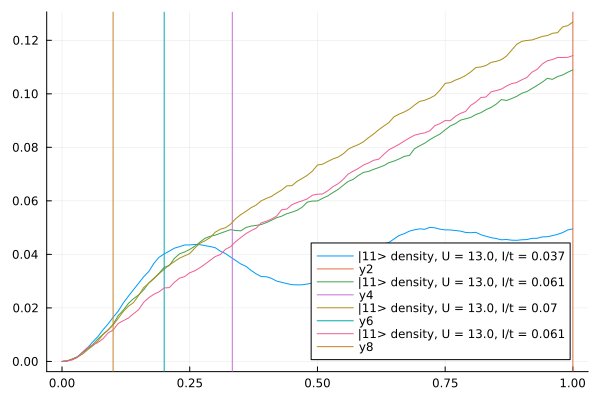 0.12
0.10
0.08
0.06
0.04
0.02
0.00
|11> density, U = 13.0, I/t = 0.037
y2
|11> density, U = 13.0, I/t = 0.061
y4
|11> density, U = 13.0, I/t = 0.07
y6
|11> density, U = 13.0, I/t = 0.061
y8
0.00 0.25 0.50 0.75 1.00